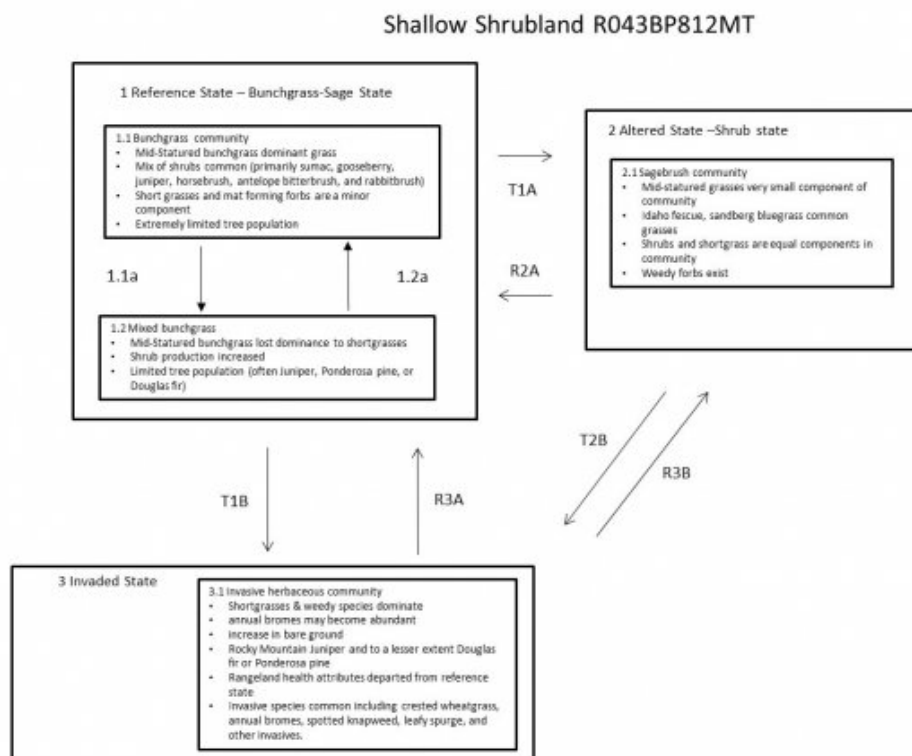 Shallow Shrubland R043BP812MT
1 Reference State – Bunchgrass-Sage State
1.1 Bunchgrass community
• Mid-Statured bunchgrass dominant grass
• Mix of shrubs common (primarily sumac, gooseberry,
juniper, horsebrush, antelope bitterbrush, and rabbitbrush)
• Short grasses and mat forming forbs are a minor
component
• Extremely limited tree population
1.1a
1.2a
1.2 Mixed bunchgrass
• Mid-Statured bunchgrass lost dominance to shortgrasses
• Shrub production increased
• Limited tree population (often Juniper, Ponderosa pine, or
Douglas fir)
T1A
R2A
2 Altered State –Shrub state
2.1 Sagebrush community
• Mid-statured grasses very small component of
community
• Idaho fescue, sandberg bluegrass common
grasses
• Shrubs and shortgrass are equal components in
community
• Weedy forbs exist
T1B
R3A
T2B
R3B
3 Invaded State
3.1 Invasive herbaceous community
• Shortgrasses & weedy species dominate
• annual bromes may become abundant
• increase in bare ground
• Rocky Mountain Juniper and to a lesser extent Douglas
fir or Ponderosa pine
• Rangeland health attributes departed from reference
state
• Invasive species common including crested wheatgrass,
annual bromes, spotted knapweed, leafy spurge, and
other invasives.